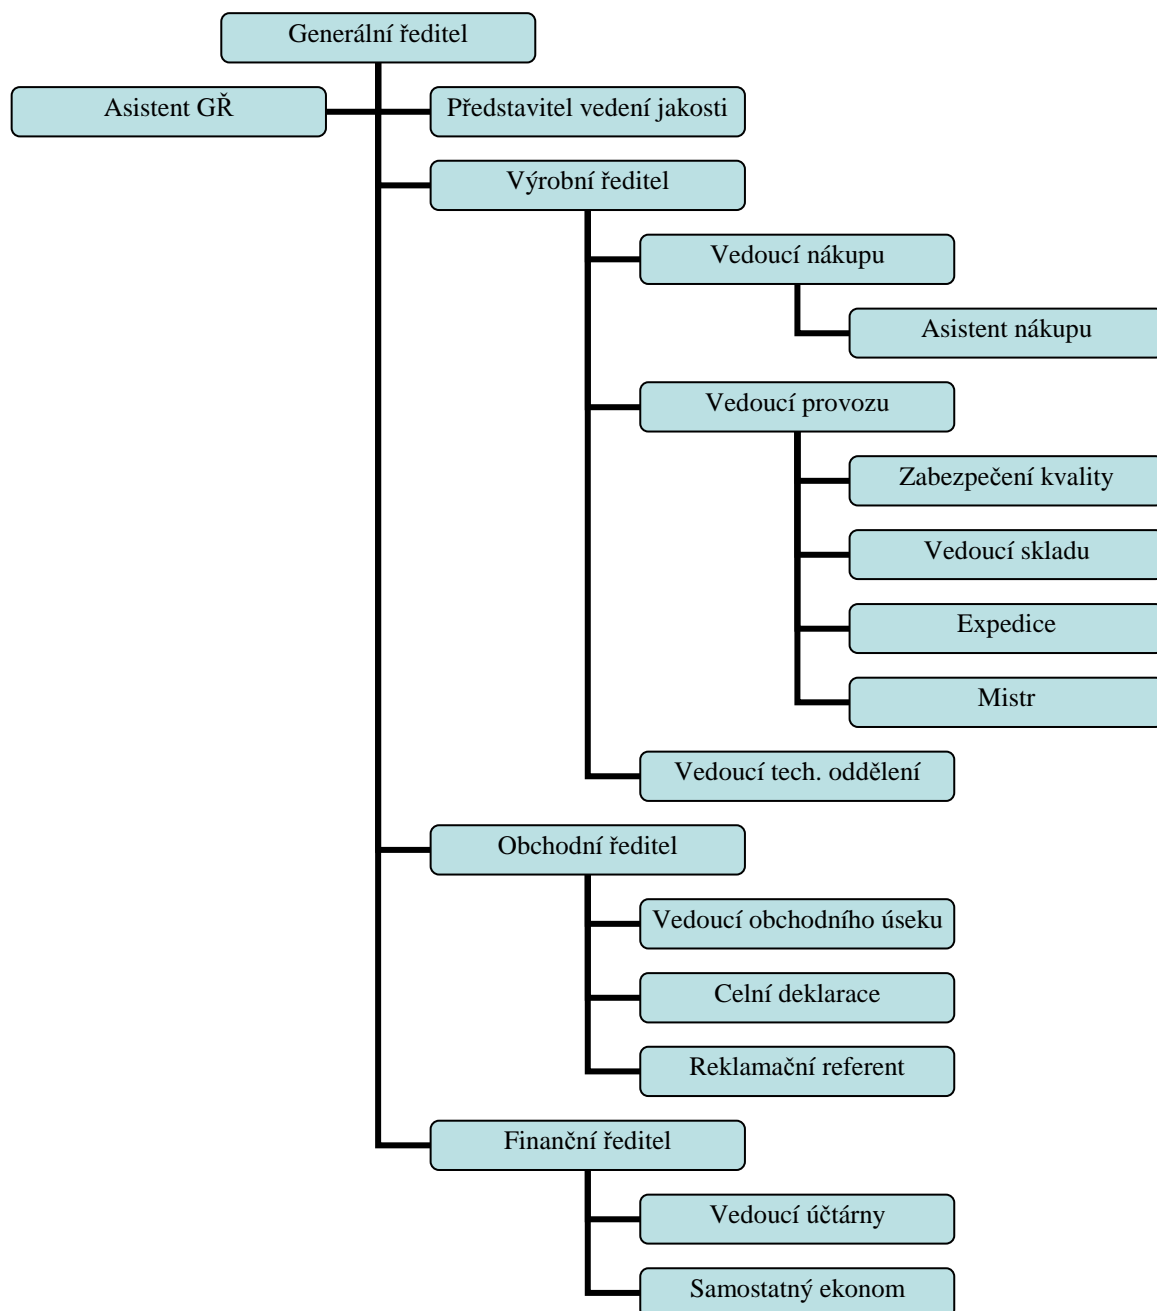 Generální ředitel
Asistent GŘ
Představitel vedení jakosti
Výrobní ředitel
Vedoucí nákupu
Asistent nákupu
Vedoucí provozu
Zabezpečení kvality
Vedoucí skladu
Expedice
Mistr
Vedoucí tech. oddělení
Obchodní ředitel
Vedoucí obchodního úseku
Celní deklarace
Reklamační referent
Finanční ředitel
Vedoucí účtárny
Samostatný ekonom